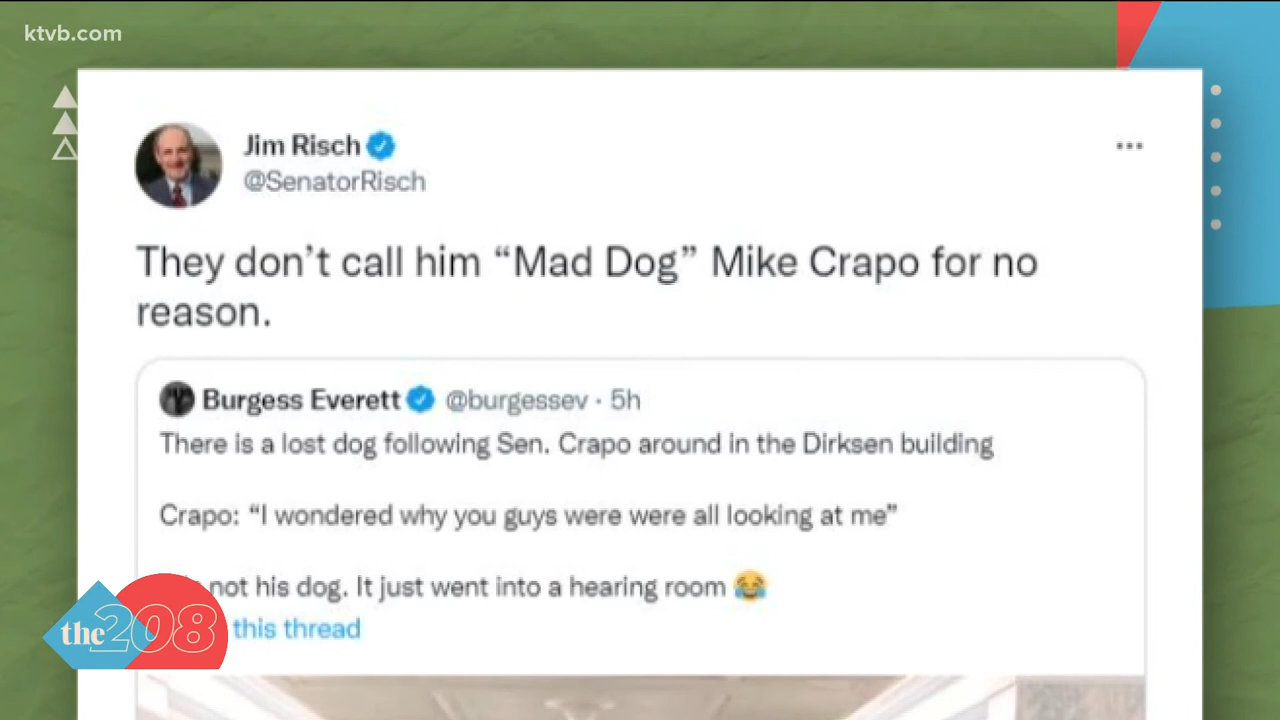 ktvb.com
Jim Risch
@SenatorRisch
They don’t call him “Mad Dog” Mike Crapo for no
reason.
Burgess Everett @burgessev · 5h
There is a lost dog following Sen. Crapo around in the Dirksen building
Crapo: “I wondered why you guys were were all looking at me”
not his dog. It just went into a hearing room 😂
this thread
the 208